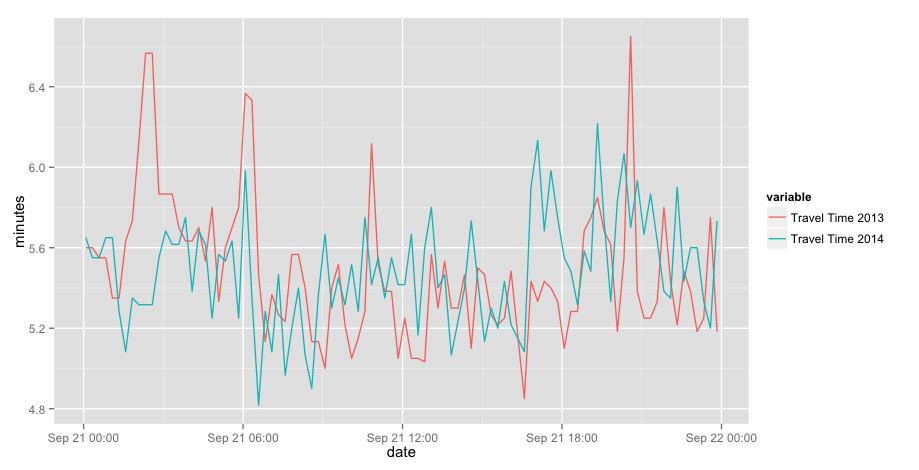 6.4
6.0
5.6
5.2
4.8
minutes
Sep 21 00:00
Sep 21 06:00
Sep 21 12:00
Sep 21 18:00
Sep 22 00:00
date
variable
Travel Time 2013
Travel Time 2014